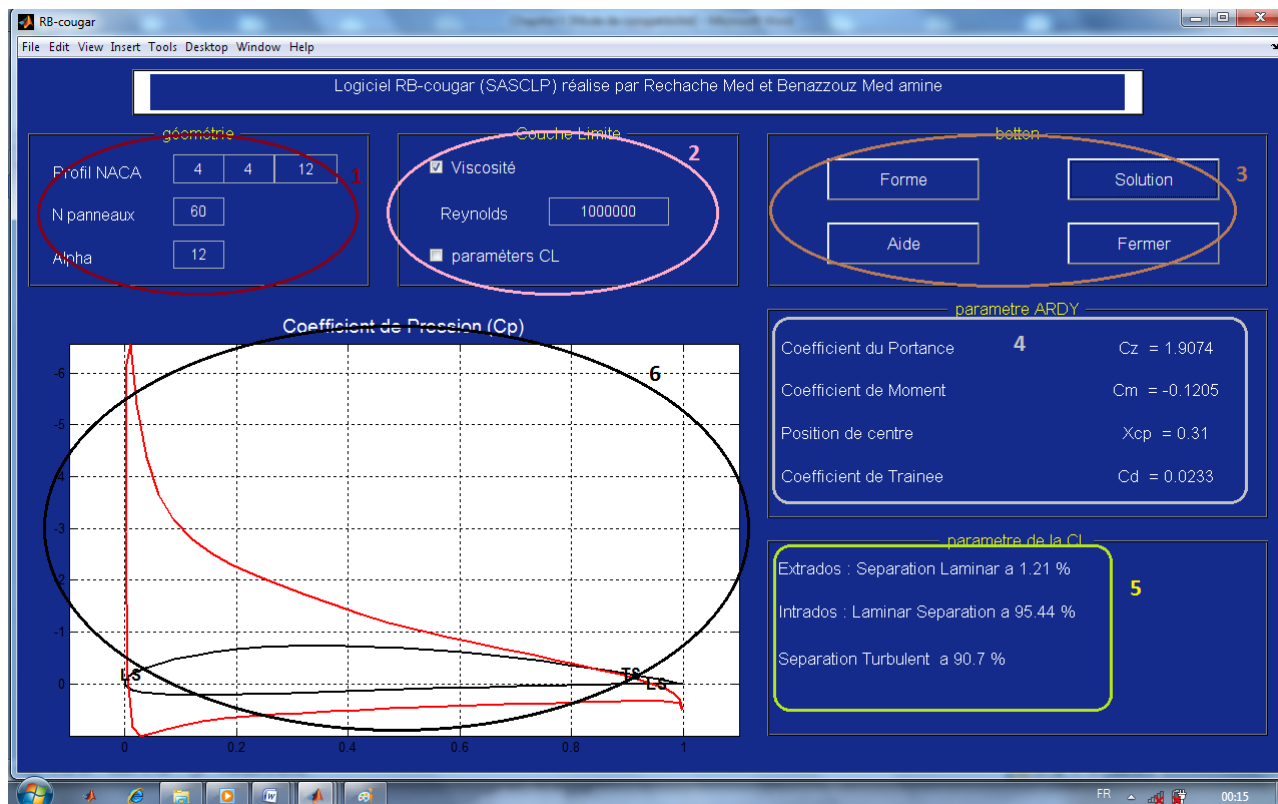 RB-cougar
File Edit View Insert Tools Desktop Window Help
Logiciel RB-cougar (SASCLP) réalise par Rechache Med et Benazzouz Med amine
géométrie
Profil NACA 4 4 12
1
N panneaux 60
Alpha 12
Couche Limite
2
Viscosité
Reynolds 1000000
paramèters CL
botton
Forme Solution
3
Aide Fermer
Coefficient de Pression (Cp)
6
-6
-5
-4
-3
-2
-1
0
LS TS LS
0 0.2 0.4 0.6 0.8 1
parametre ARDY
4
Coefficient du Portance Cz = 1.9074
Coefficient de Moment Cm = -0.1205
Position de centre Xcp = 0.31
Coefficient de Trainee Cd = 0.0233
parametre de la CL
5
Extrados : Separation Laminar a 1.21 %
Intrados : Laminar Separation a 95.44 %
Separation Turbulent a 90.7 %
FR 00:15